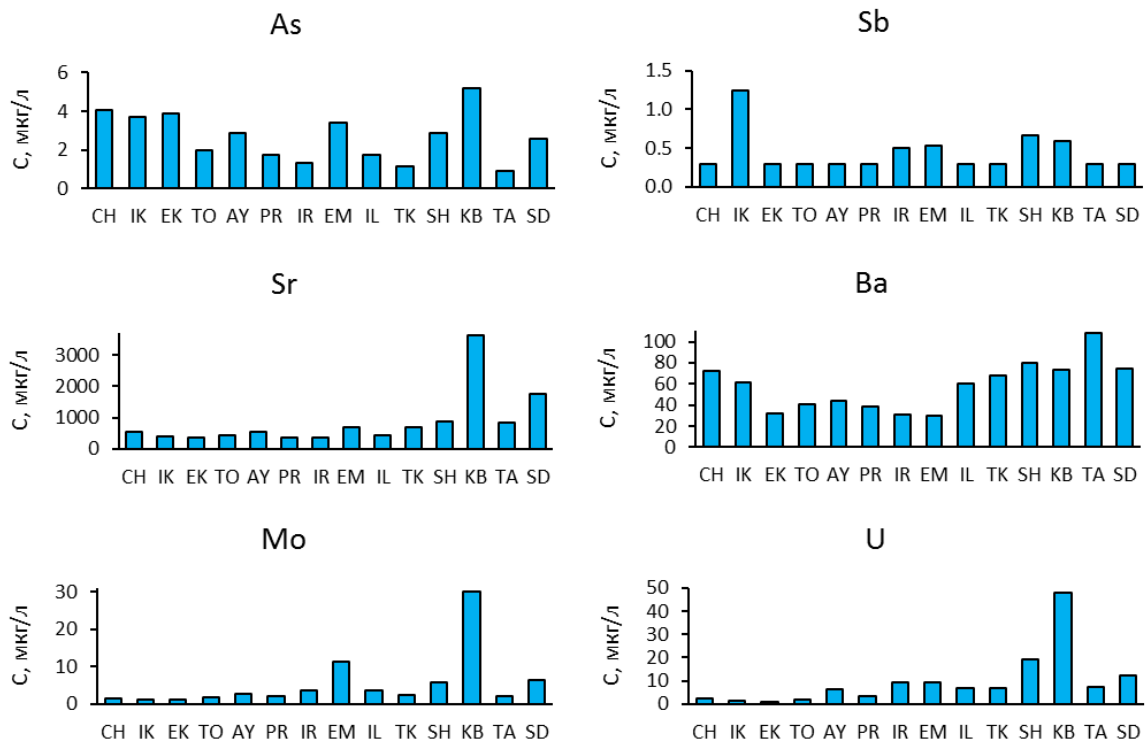 As
С, мкг/л
6
4
2
0
CH IK EK TO AY PR IR EM IL TK SH KB TA SD
Sb
С, мкг/л
1.5
1.0
0.5
0.0
CH IK EK TO AY PR IR EM IL TK SH KB TA SD
Sr
С, мкг/л
3000
2000
1000
0
CH IK EK TO AY PR IR EM IL TK SH KB TA SD
Ba
С, мкг/л
100
80
60
40
20
0
CH IK EK TO AY PR IR EM IL TK SH KB TA SD
Mo
С, мкг/л
30
20
10
0
CH IK EK TO AY PR IR EM IL TK SH KB TA SD
U
С, мкг/л
50
40
30
20
10
0
CH IK EK TO AY PR IR EM IL TK SH KB TA SD